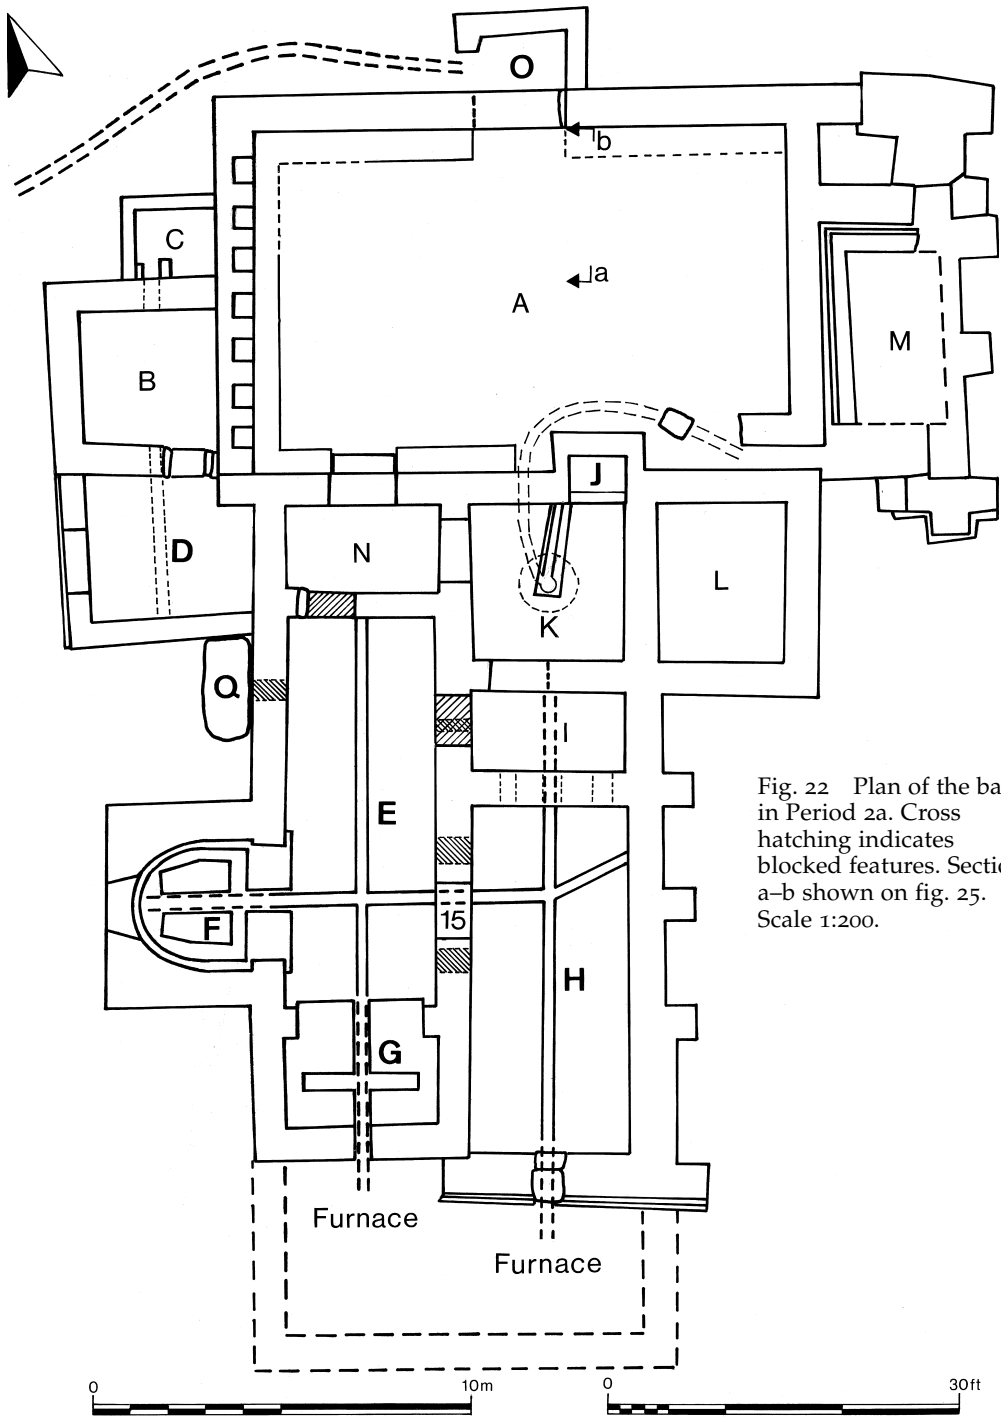 O
b
C
a
A
M
B
J
D
N
L
K
Q
I
E
Fig. 22 Plan of the ba
in Period 2a. Cross
hatching indicates
blocked features. Secti
a–b shown on fig. 25.
Scale 1:200.
F
15
H
G
Furnace
Furnace
0 10m 0 30ft